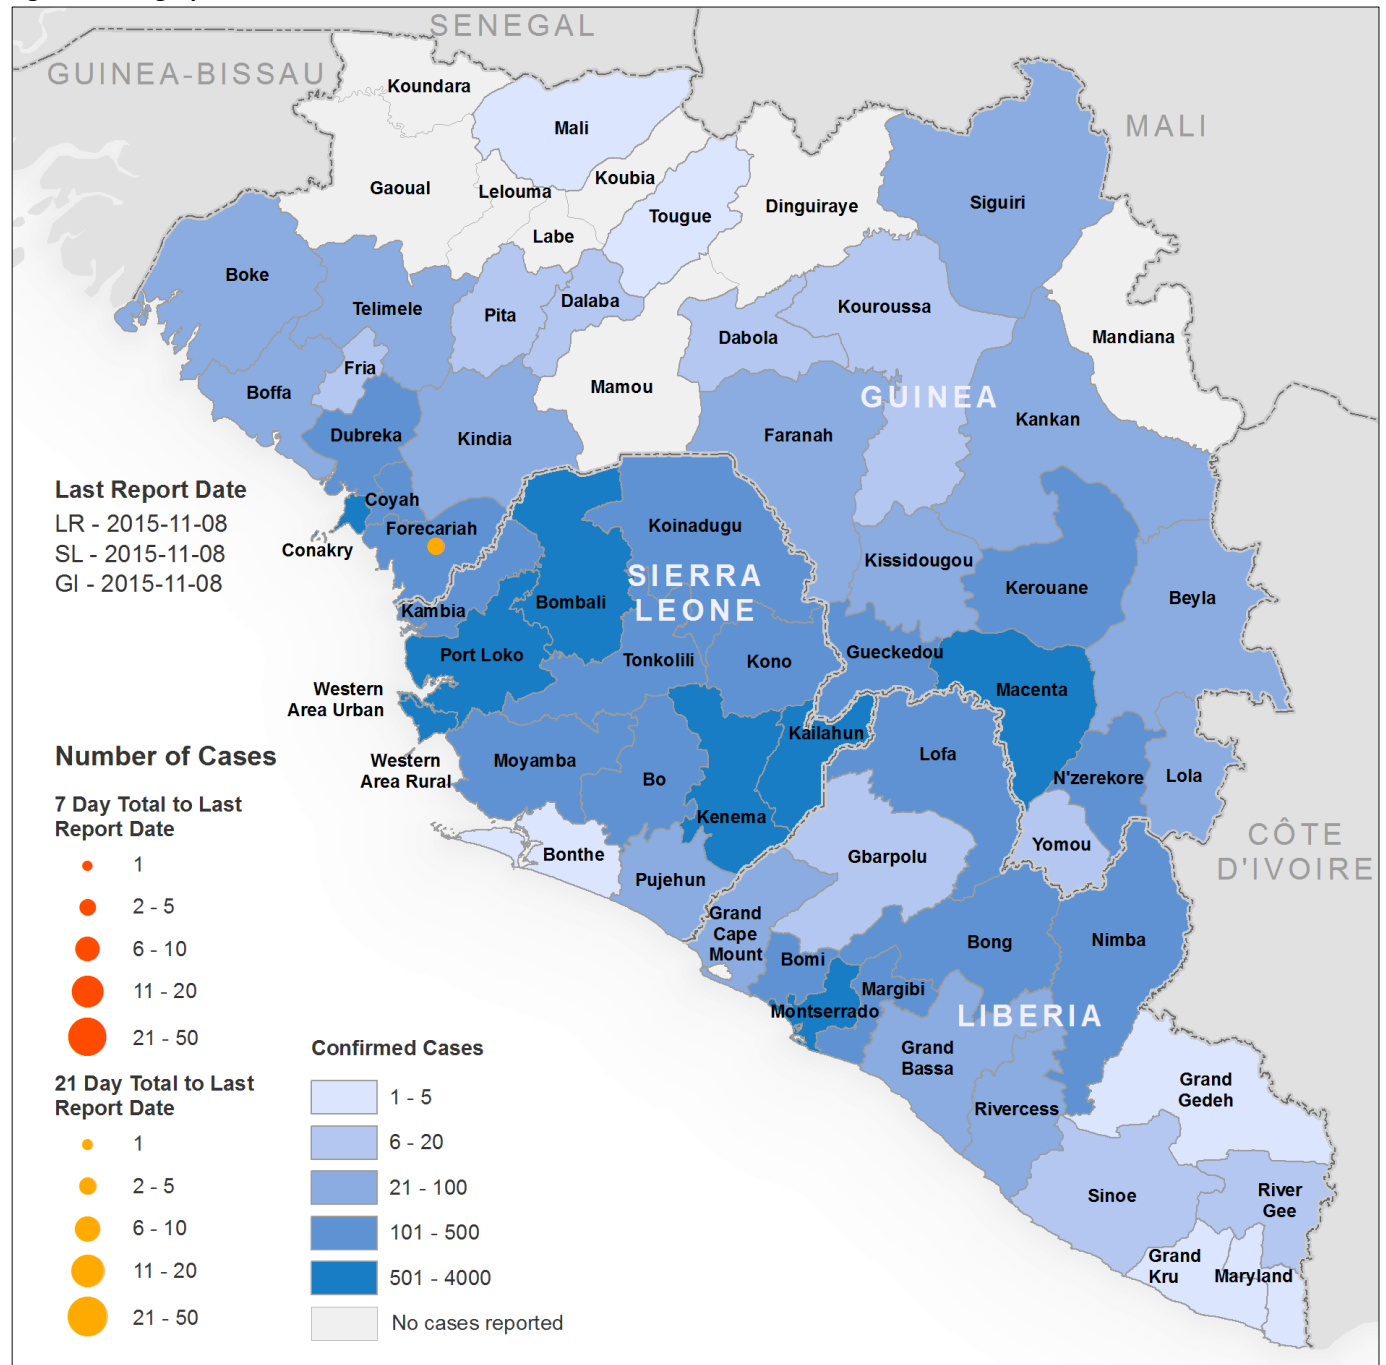 SENEGAL
GUINEA-BISSAU
Koundara
Mali
MALI
Gaoual
Lelouma
Koubia
Tougue
Dinguiraye
Siguiri
Labe
Boke
Telimele
Pita
Dalaba
Kouroussa
Dabola
Mandiana
Fria
Mamou
Boffa
GUINEA
Kankan
Dubreka
Kindia
Faranah
Last Report Date
LR - 2015-11-08
SL - 2015-11-08
GI - 2015-11-08
Coyah
Forecariah
Conakry
Koinadugu
SIERRA
LEONE
Kissidougou
Kerouane
Beyla
Kambia
Bombali
Port Loko
Tonkolili
Kono
Gueckedou
Macenta
Western
Area Urban
Kailahun
Lofa
Western
Area Rural
Moyamba
Bo
Kenema
N'zerekore
Lola
Bonthe
Pujehun
Gbarpolu
Yomou
CÔTE
D'IVOIRE
Grand
Cape
Mount
Bomi
Bong
Nimba
Margibi
Montserrado
LIBERIA
Grand
Bassa
Rivercess
Grand
Gedeh
Sinoe
River
Gee
Grand
Kru
Maryland
Number of Cases
7 Day Total to Last
Report Date
1
2 - 5
6 - 10
11 - 20
21 - 50
21 Day Total to Last
Report Date
1
2 - 5
6 - 10
11 - 20
21 - 50
Confirmed Cases
1 - 5
6 - 20
21 - 100
101 - 500
501 - 4000
No cases reported